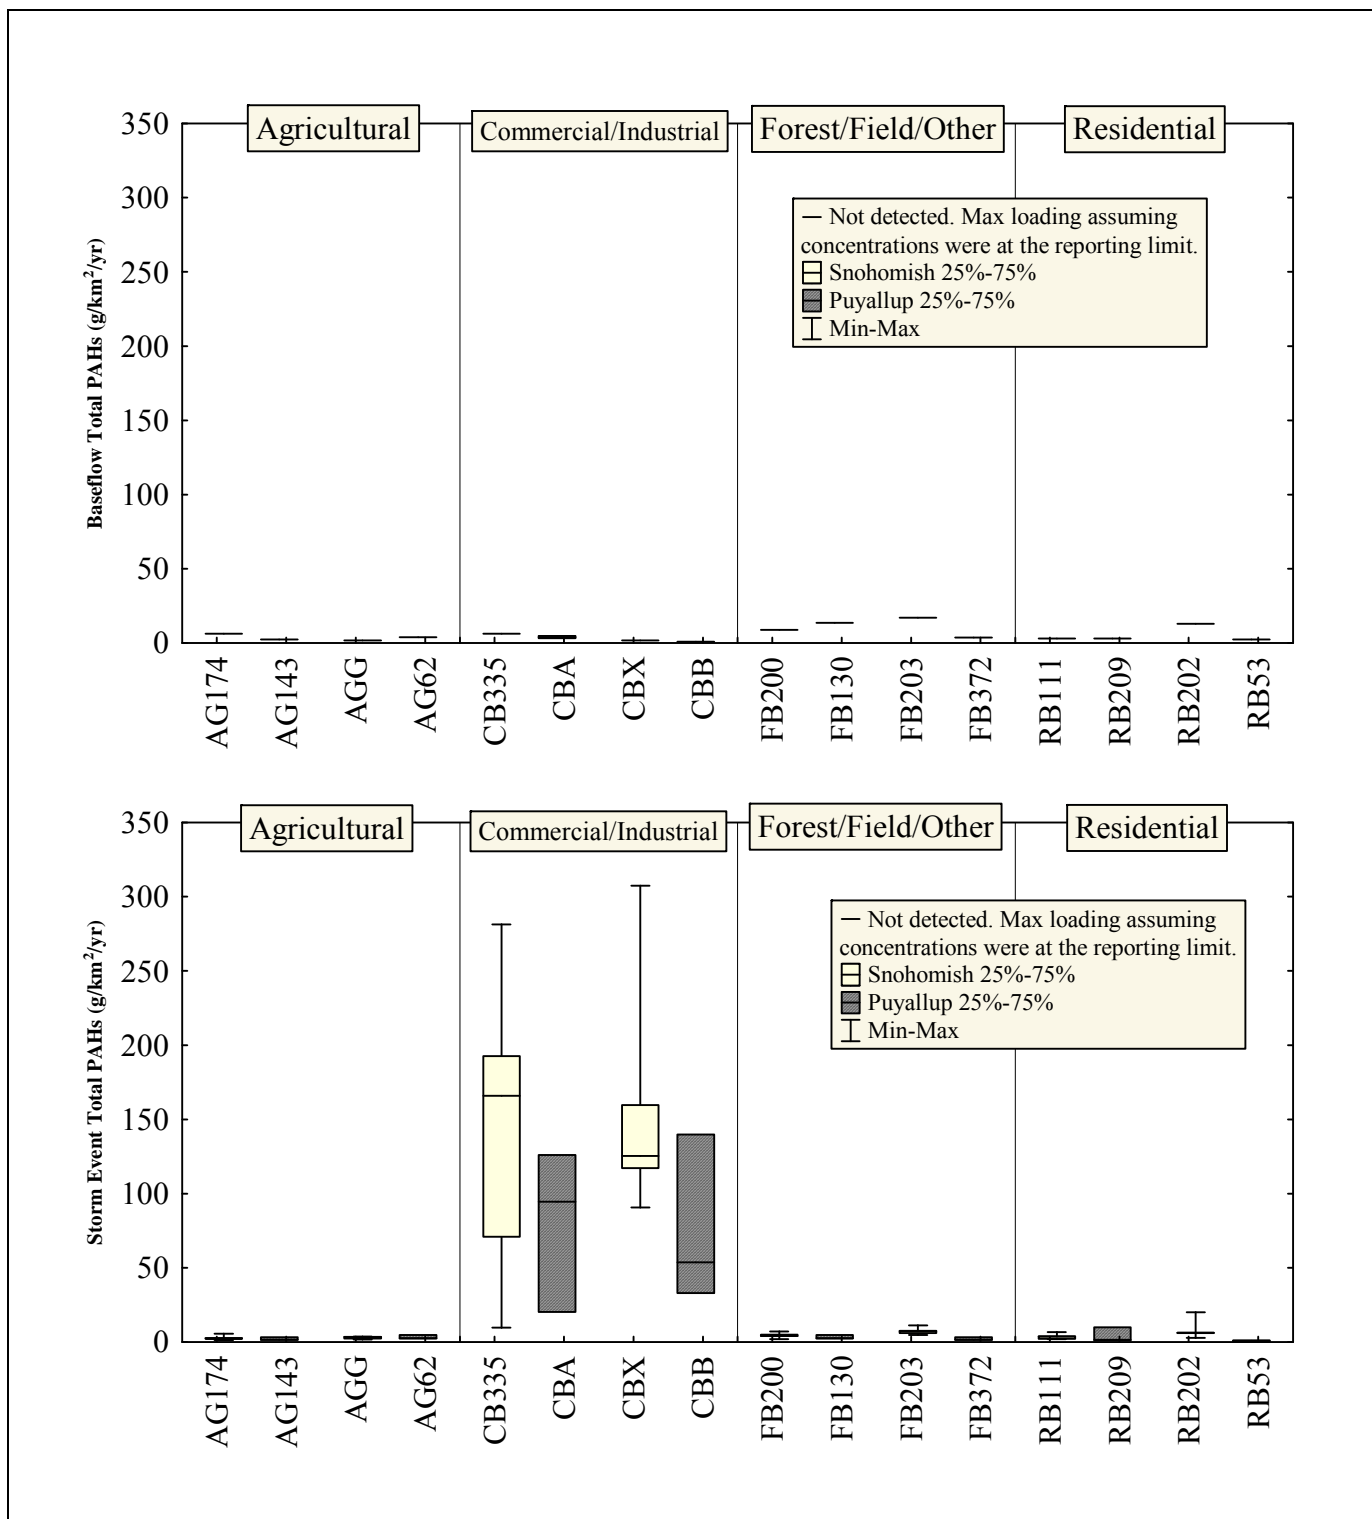 Agricultural
Commercial/Industrial
Forest/Field/Other
Residential
Baseflow Total PAHs (g/km²/yr)
350
300
250
200
150
100
50
0
— Not detected. Max loading assuming
concentrations were at the reporting limit.
Snohomish 25%-75%
Puyallup 25%-75%
Min-Max
AG174
AG143
AGG
AG62
CB335
CBA
CBX
CBB
FB200
FB130
FB203
FB372
RB111
RB209
RB202
RB53
Agricultural
Commercial/Industrial
Forest/Field/Other
Residential
Storm Event Total PAHs (g/km²/yr)
350
300
250
200
150
100
50
0
— Not detected. Max loading assuming
concentrations were at the reporting limit.
Snohomish 25%-75%
Puyallup 25%-75%
Min-Max
AG174
AG143
AGG
AG62
CB335
CBA
CBX
CBB
FB200
FB130
FB203
FB372
RB111
RB209
RB202
RB53